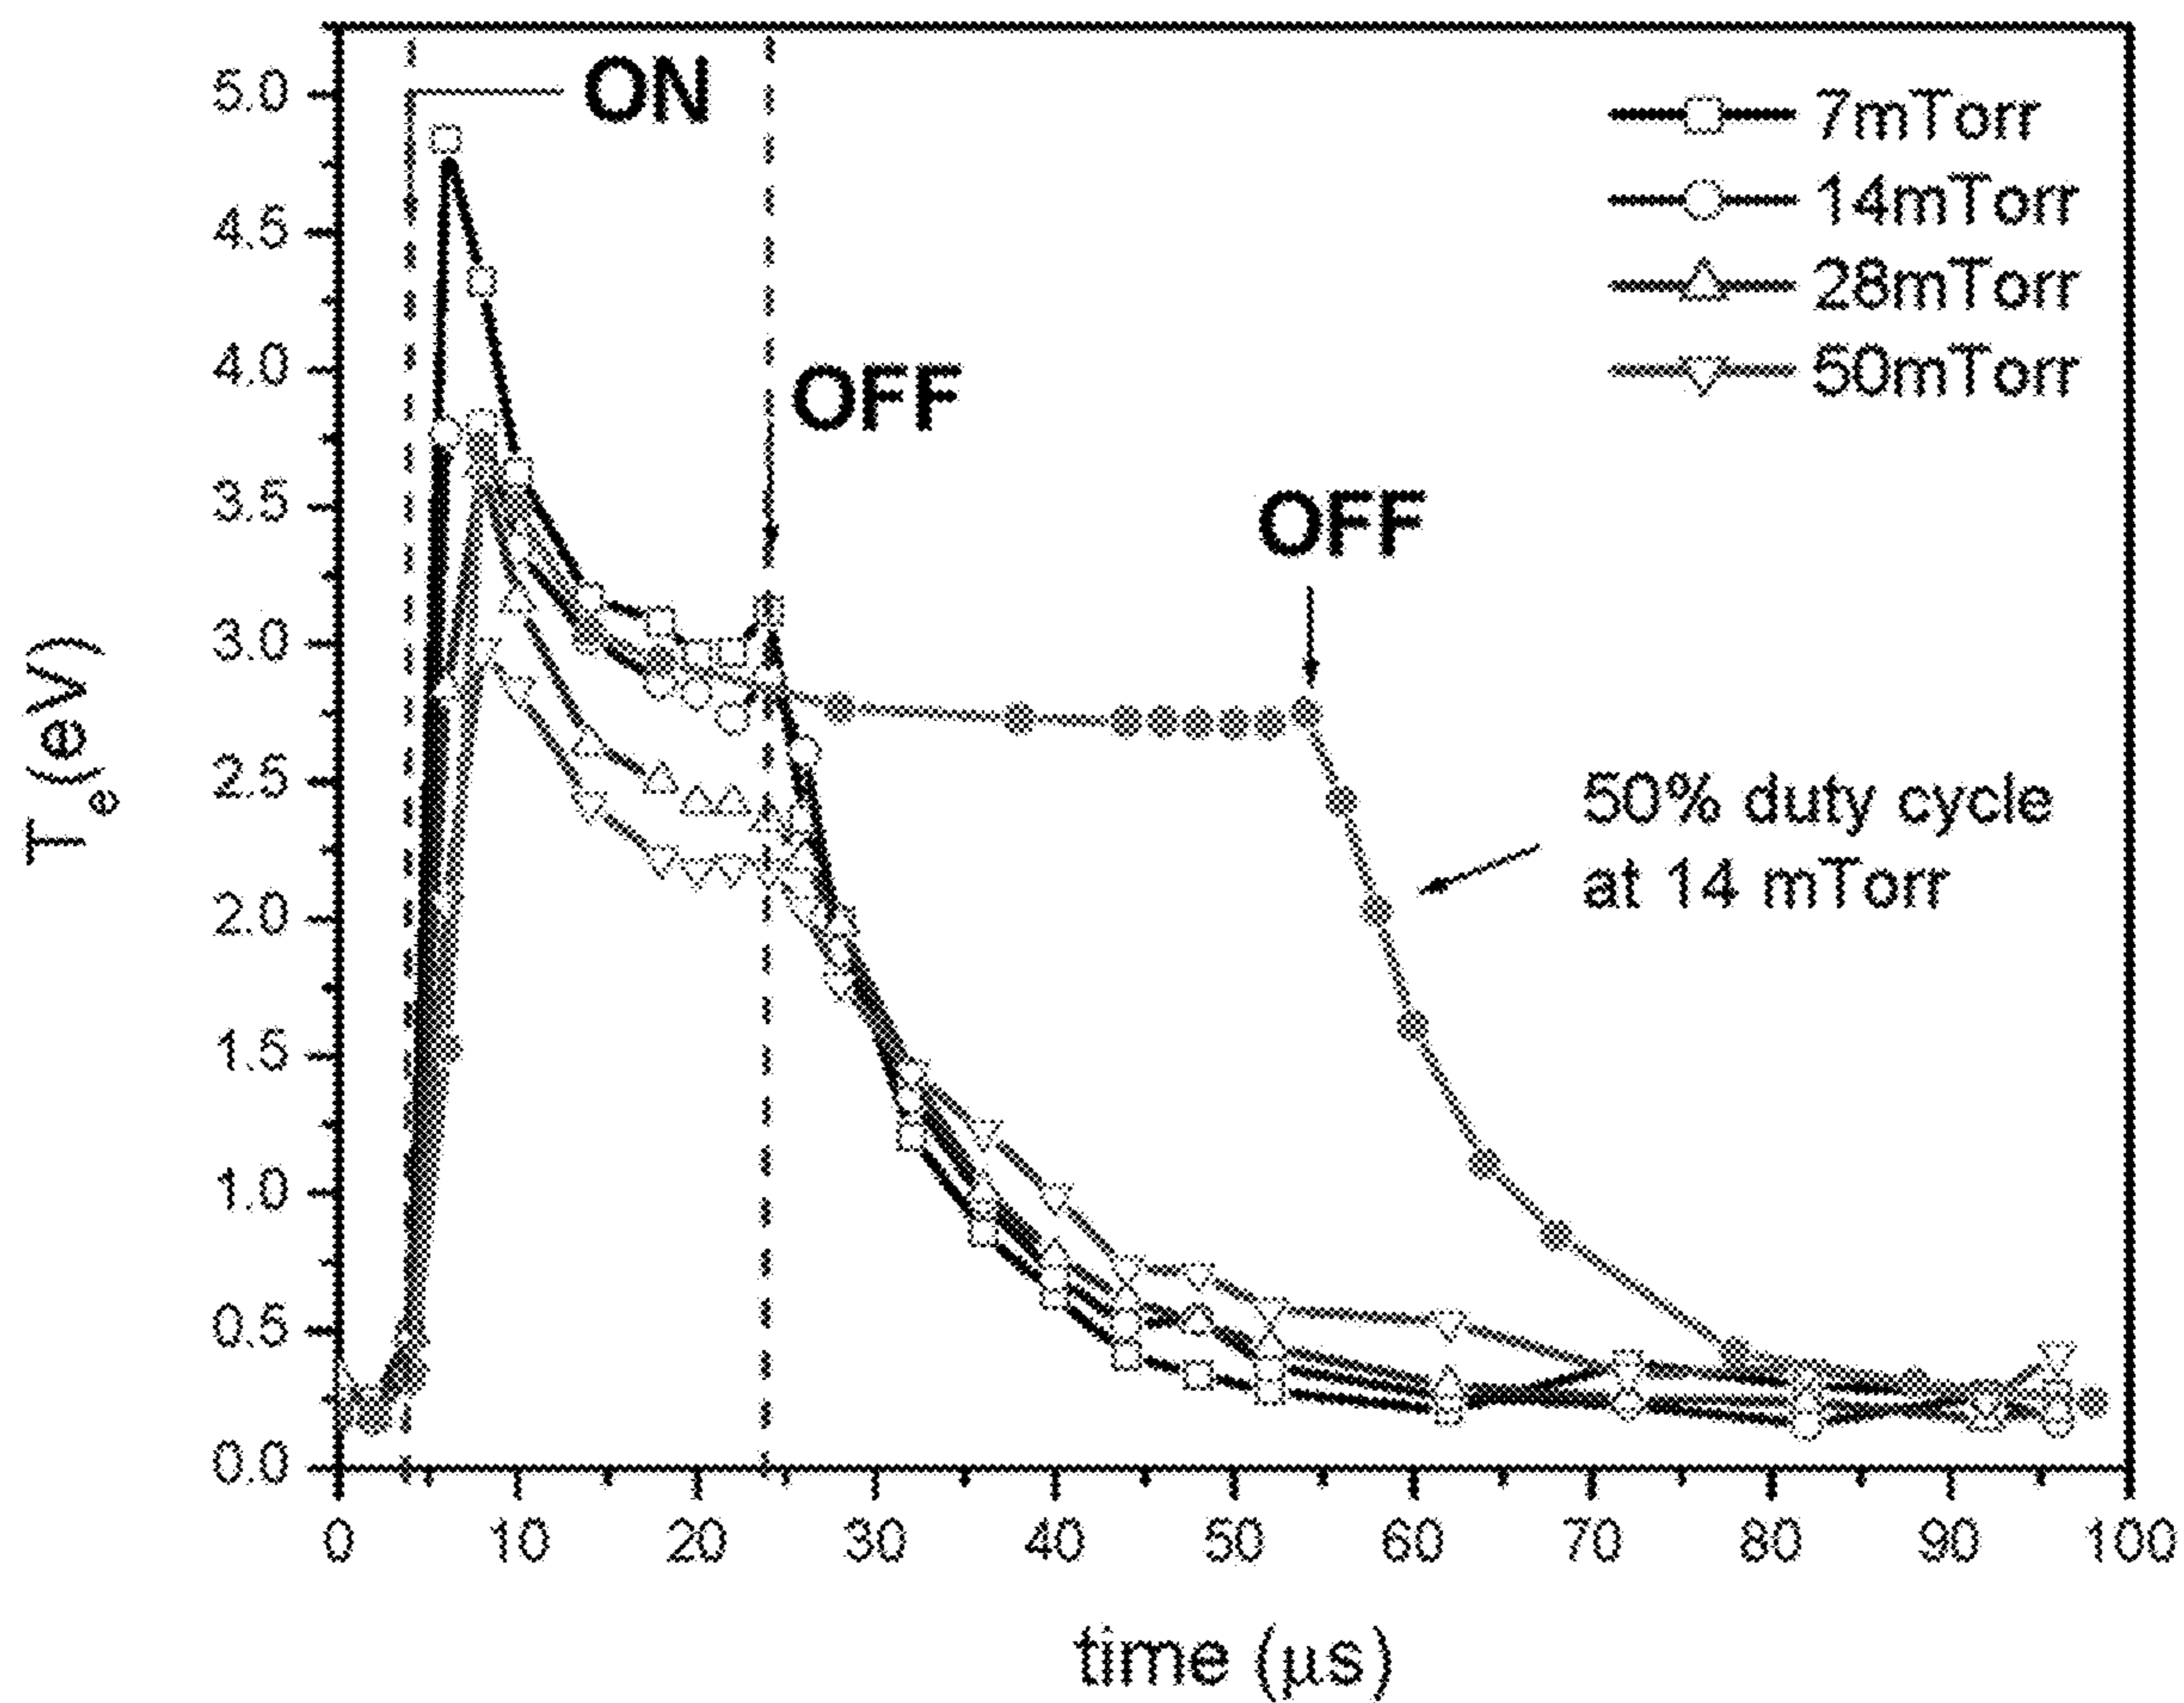 5.0
4.5
4.0
3.5
3.0
2.5
2.0
1.5
1.0
0.5
0.0
Te(eV)
ON
OFF
OFF
7mTorr
14mTorr
28mTorr
50mTorr
50% duty cycle
at 14 mTorr
0 10 20 30 40 50 60 70 80 90 100
time (μs)